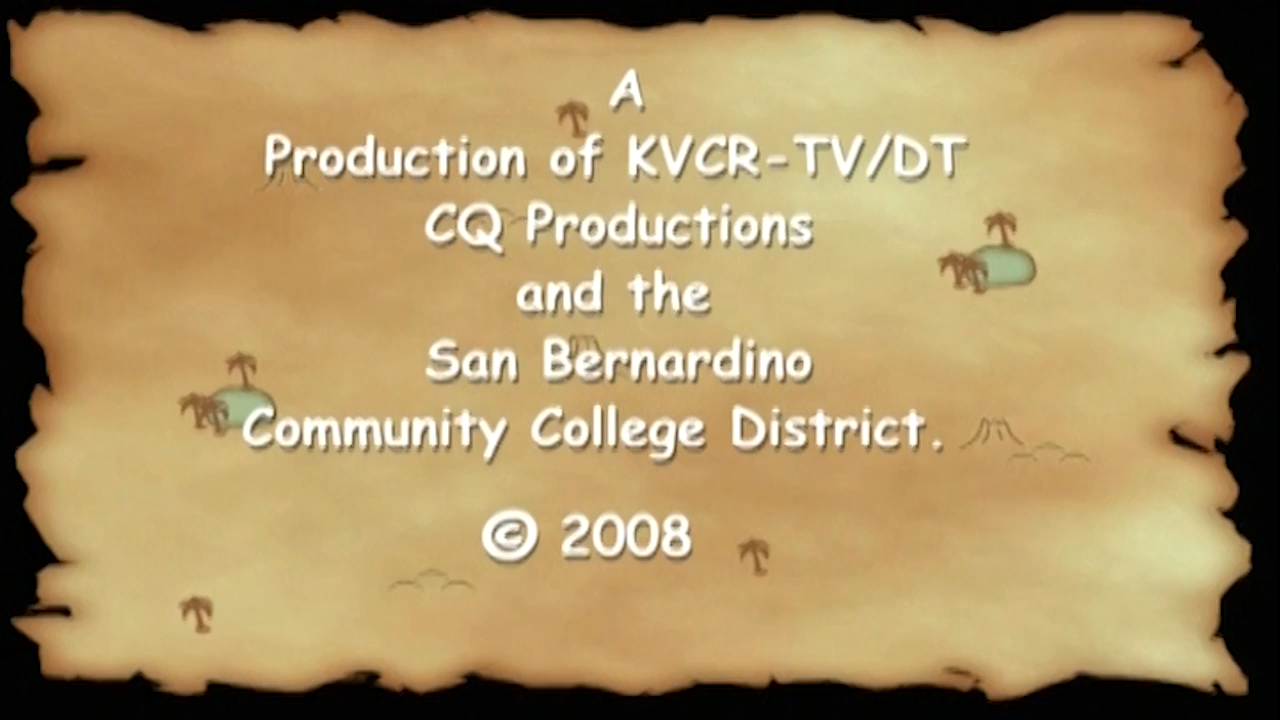 A
Production of KVCR-TV/DT
CQ Productions
and the
San Bernardino
Community College District.
© 2008